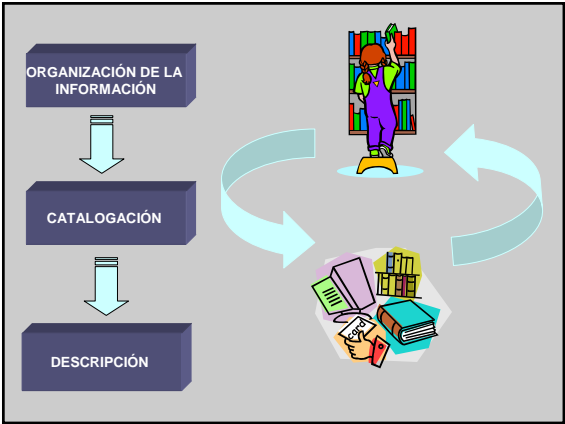 ORGANIZACIÓN DE LA
INFORMACIÓN
CATALOGACIÓN
DESCRIPCIÓN
card